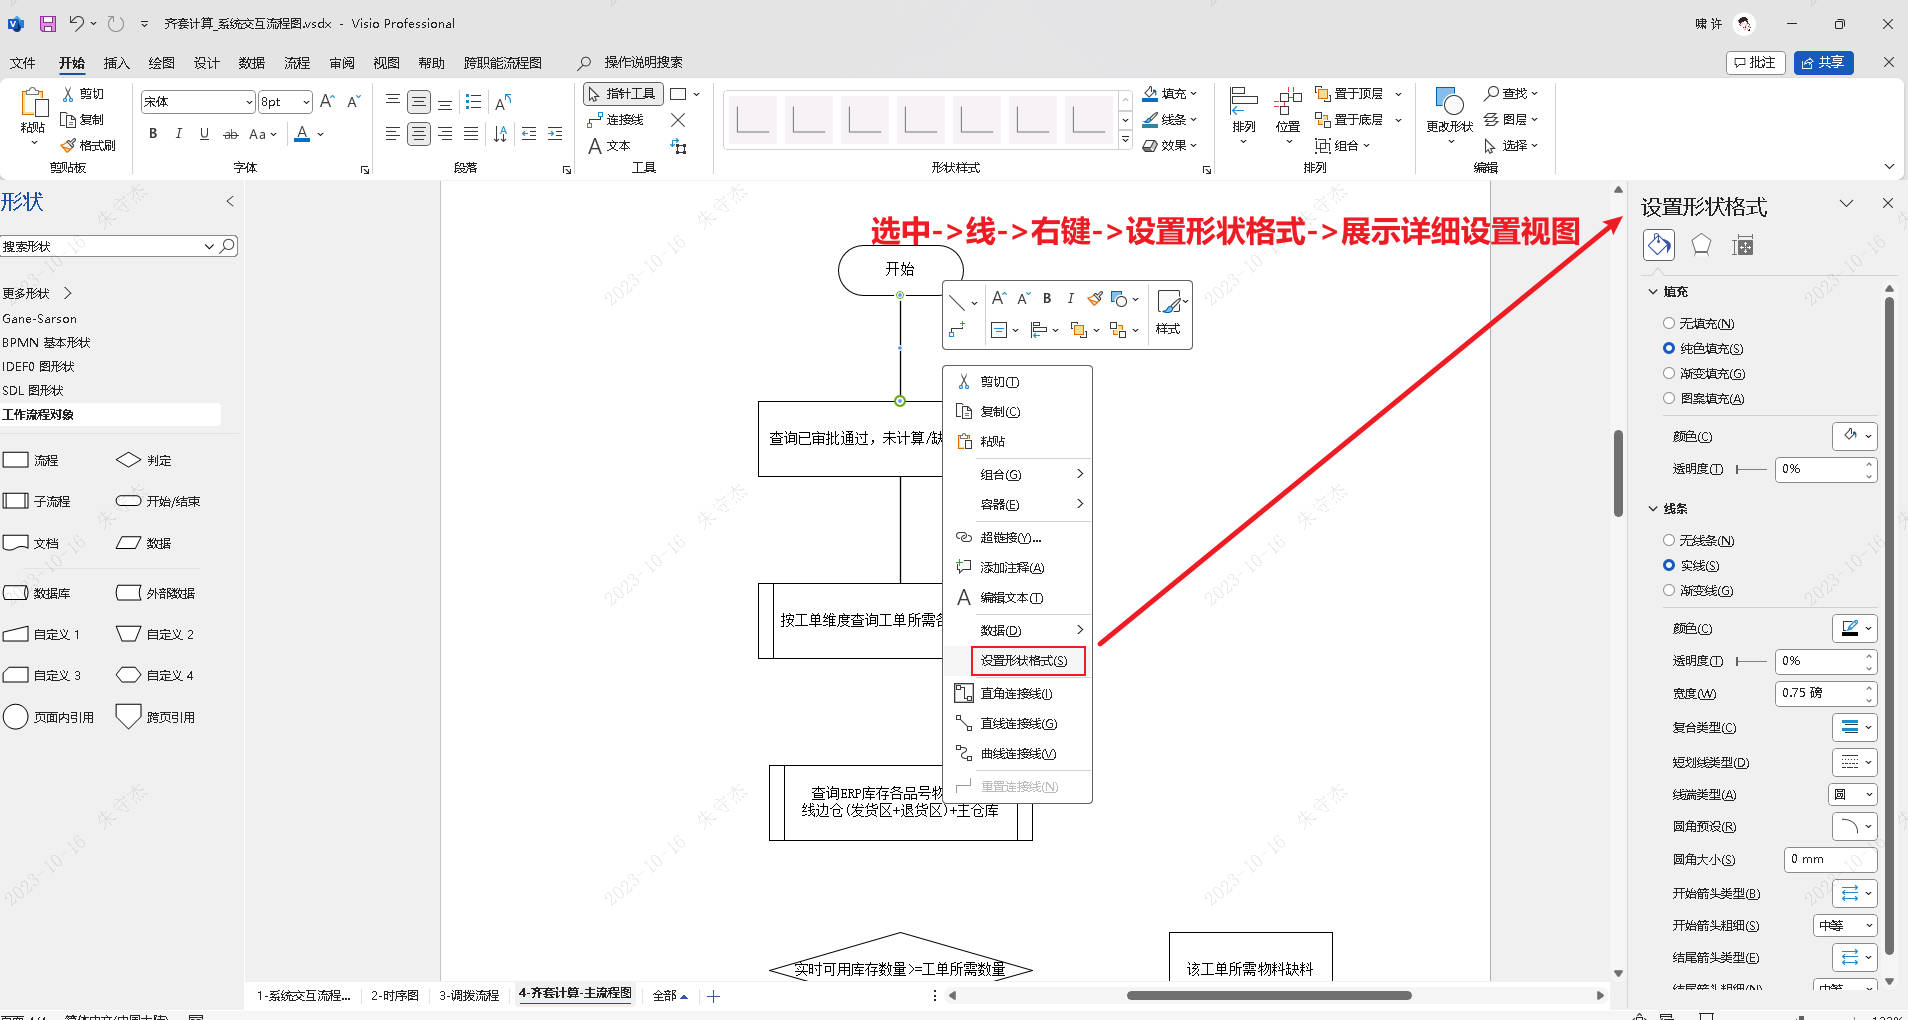 齐套计算_系统交互流程图.vsdx - Visio Professional
啸 许
文件 开始 插入 绘图 设计 数据 流程 审阅 视图 帮助 跨职能流程图 操作说明搜索
批注 共享
粘贴 剪切 复制 格式刷
剪贴板
宋体 8pt
B I U ab Aa A
字体
段落
指针工具
连接线
A 文本
工具
形状样式
填充
线条
效果
排列 位置 置于顶层 置于底层 组合
排列
更改形状 查找 图层 选择
编辑
形状
搜索形状
更多形状
Gane-Sarson
BPMN 基本形状
IDEF0 图形状
SDL 图形状
工作流程对象
流程 判定
子流程 开始/结束
文档 数据
数据库 外部数据
自定义 1 自定义 2
自定义 3 自定义 4
页面内引用 跨页引用
选中->线->右键->设置形状格式->展示详细设置视图
开始
B I 样式
查询已审批通过，未计算/
按工单维度查询工单所需
查询ERP库存各品号
线边仓(发货区+退货区)+主仓库
实时可用库存数量>=工单所需数量
该工单所需物料缺料
剪切(T)
复制(C)
粘贴
组合(G)
容器(E)
超链接(Y)...
添加注释(A)
编辑文本(T)
数据(D)
设置形状格式(S)
直角连接线(I)
直线连接线(G)
曲线连接线(V)
重置连接线(N)
设置形状格式
填充
无填充(N)
纯色填充(S)
渐变填充(G)
图案填充(A)
颜色(C)
透明度(T) 0%
线条
无线条(N)
实线(S)
渐变线(G)
颜色(C)
透明度(T) 0%
宽度(W) 0.75 磅
复合类型(C)
短划线类型(D)
线端类型(A) 圆
圆角预设(R)
圆角大小(S) 0 mm
开始箭头类型(B)
开始箭头粗细(S) 中等
结尾箭头类型(E)
结尾箭头粗细(N) 中等
1-系统交互流程... 2-时序图 3-调拨流程 4-齐套计算-主流程图 全部
朱守杰
2023-10-16